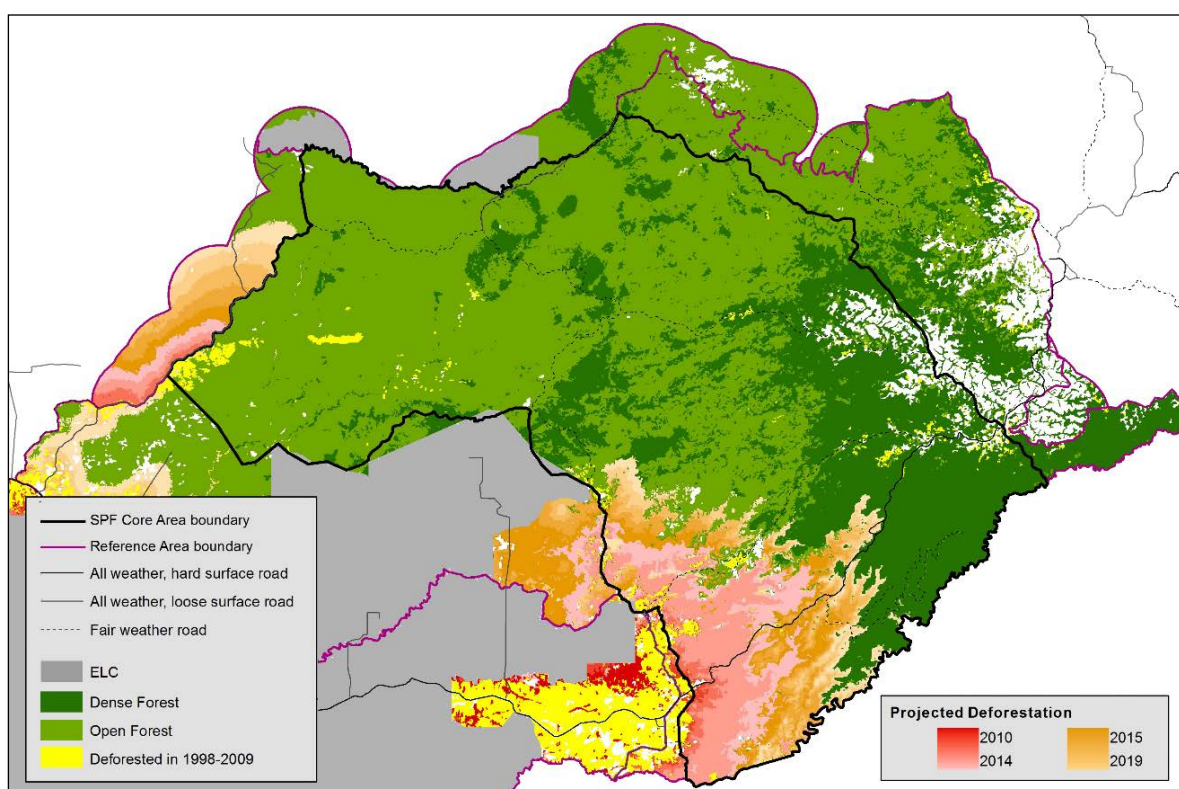 SPF Core Area boundary
Reference Area boundary
All weather, hard surface road
All weather, loose surface road
Fair weather road
ELC
Dense Forest
Open Forest
Deforested in 1998-2009
Projected Deforestation
2010 2015
2014 2019